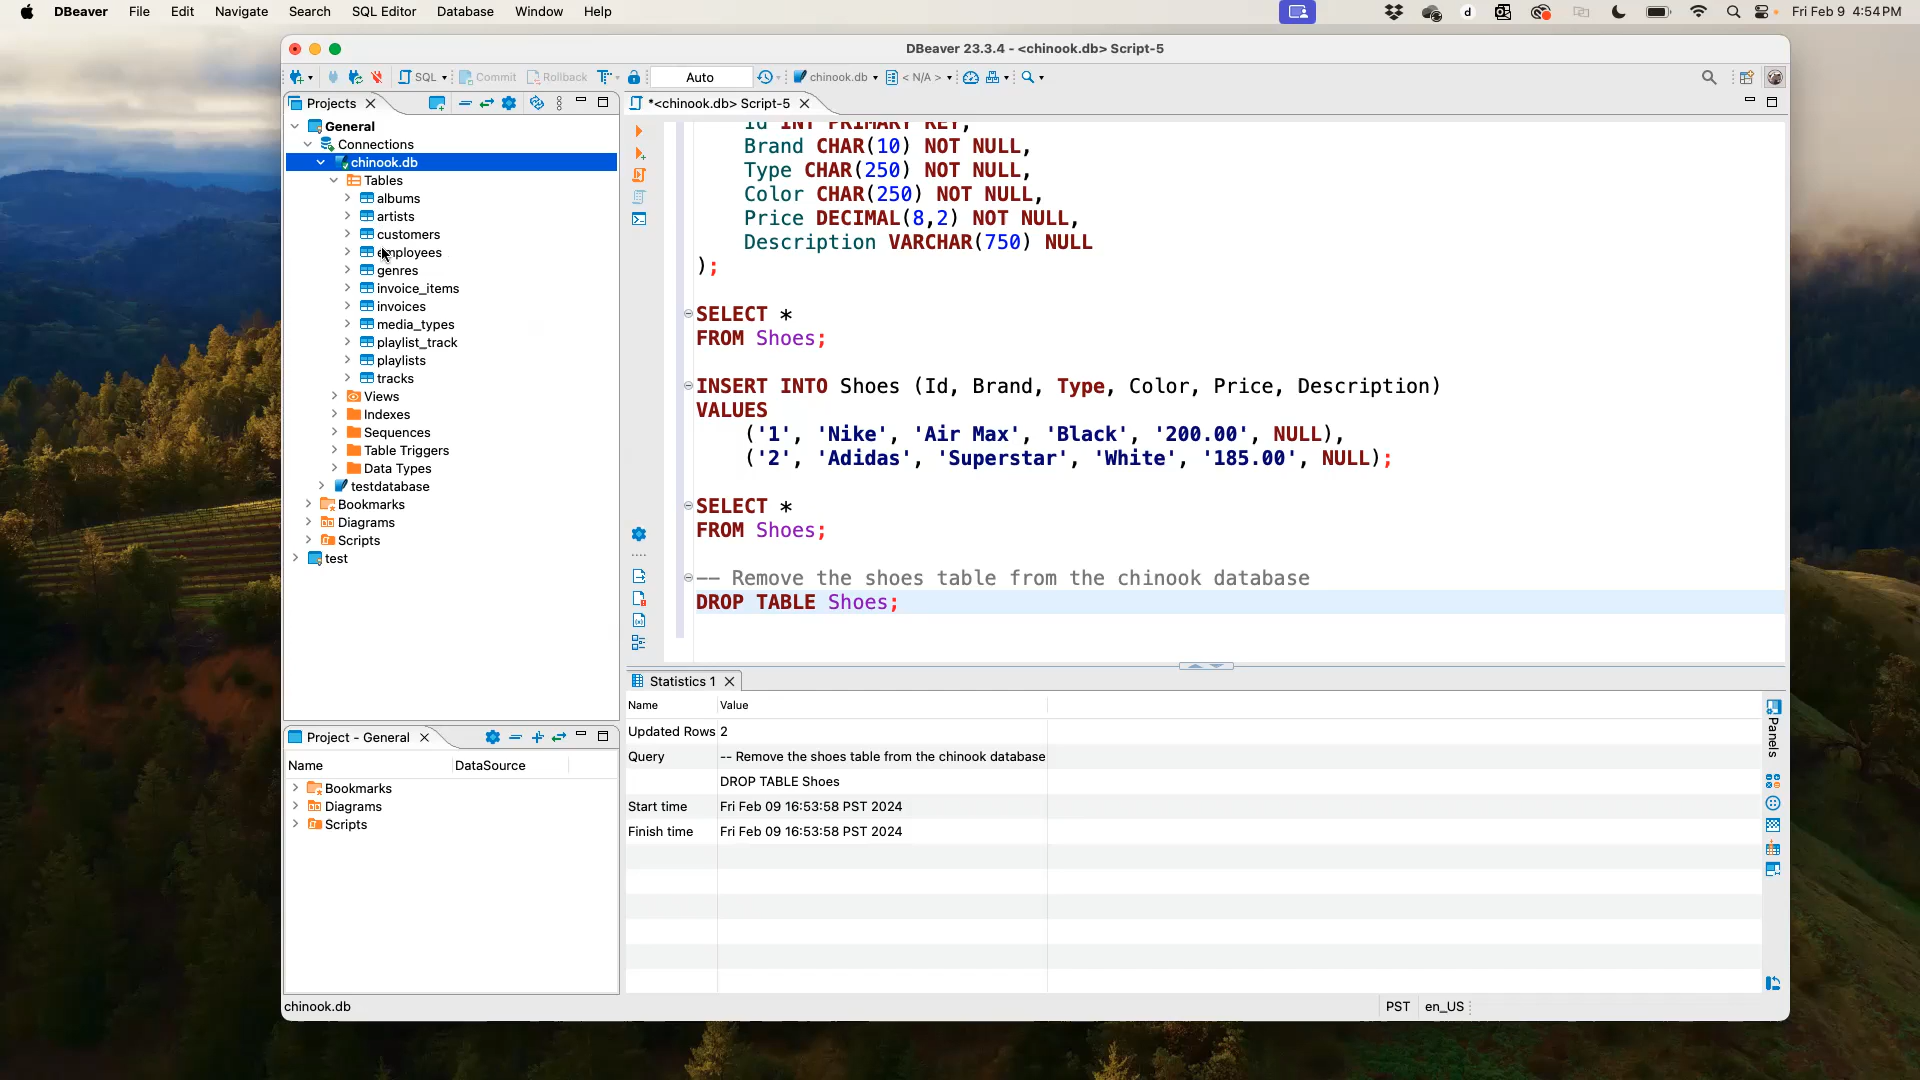 DBeaver File Edit Navigate Search SQL Editor Database Window Help
Fri Feb 9 4:54 PM
DBeaver 23.3.4 - <chinook.db> Script-5
SQL Commit Rollback Auto chinook.db < N/A >
Projects
General
Connections
chinook.db
Tables
albums
artists
customers
employees
genres
invoice_items
invoices
media_types
playlist_track
playlists
tracks
Views
Indexes
Sequences
Table Triggers
Data Types
testdatabase
Bookmarks
Diagrams
Scripts
test
*<chinook.db> Script-5
Id INT PRIMARY KEY,
Brand CHAR(10) NOT NULL,
Type CHAR(250) NOT NULL,
Color CHAR(250) NOT NULL,
Price DECIMAL(8,2) NOT NULL,
Description VARCHAR(750) NULL
);
SELECT *
FROM Shoes;
INSERT INTO Shoes (Id, Brand, Type, Color, Price, Description)
VALUES
('1', 'Nike', 'Air Max', 'Black', '200.00', NULL),
('2', 'Adidas', 'Superstar', 'White', '185.00', NULL);
SELECT *
FROM Shoes;
-- Remove the shoes table from the chinook database
DROP TABLE Shoes;
Project - General
Name DataSource
Bookmarks
Diagrams
Scripts
Statistics 1
Name Value
Updated Rows 2
Query -- Remove the shoes table from the chinook database
DROP TABLE Shoes
Start time Fri Feb 09 16:53:58 PST 2024
Finish time Fri Feb 09 16:53:58 PST 2024
Panels
chinook.db
PST en_US